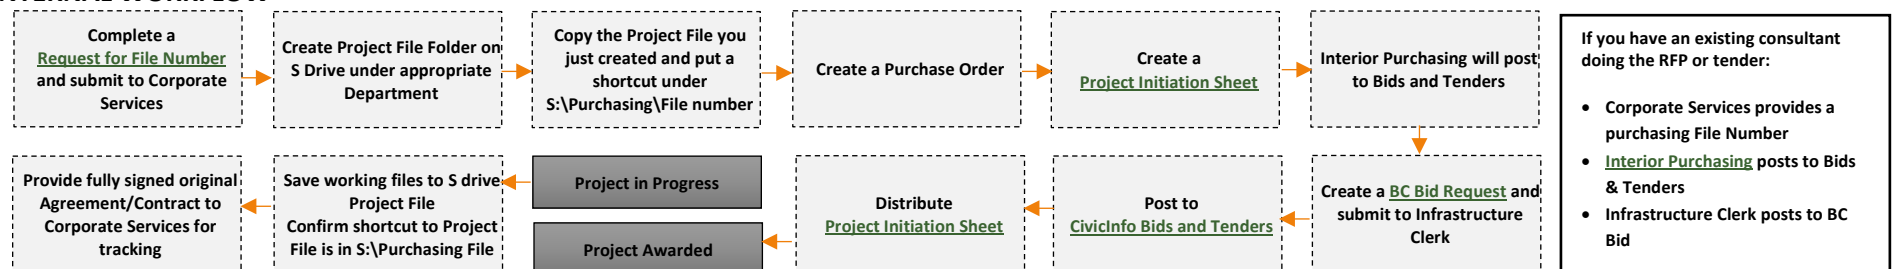 INTERNAL WORKFLOW
Complete a
Request for File Number
and submit to Corporate
Services
Create Project File Folder on
S Drive under appropriate
Department
Copy the Project File you
just created and put a
shortcut under
S:\Purchasing\File number
Create a Purchase Order
Create a
Project Initiation Sheet
Interior Purchasing will post
to Bids and Tenders
Create a BC Bid Request and
submit to Infrastructure
Clerk
Post to
CivicInfo Bids and Tenders
Distribute
Project Initiation Sheet
Project Awarded
Project in Progress
Save working files to S drive
Project File
Confirm shortcut to Project
File is in S:\Purchasing File
Provide fully signed original
Agreement/Contract to
Corporate Services for
tracking
If you have an existing consultant
doing the RFP or tender:
• Corporate Services provides a
purchasing File Number
• Interior Purchasing posts to Bids
& Tenders
• Infrastructure Clerk posts to BC
Bid